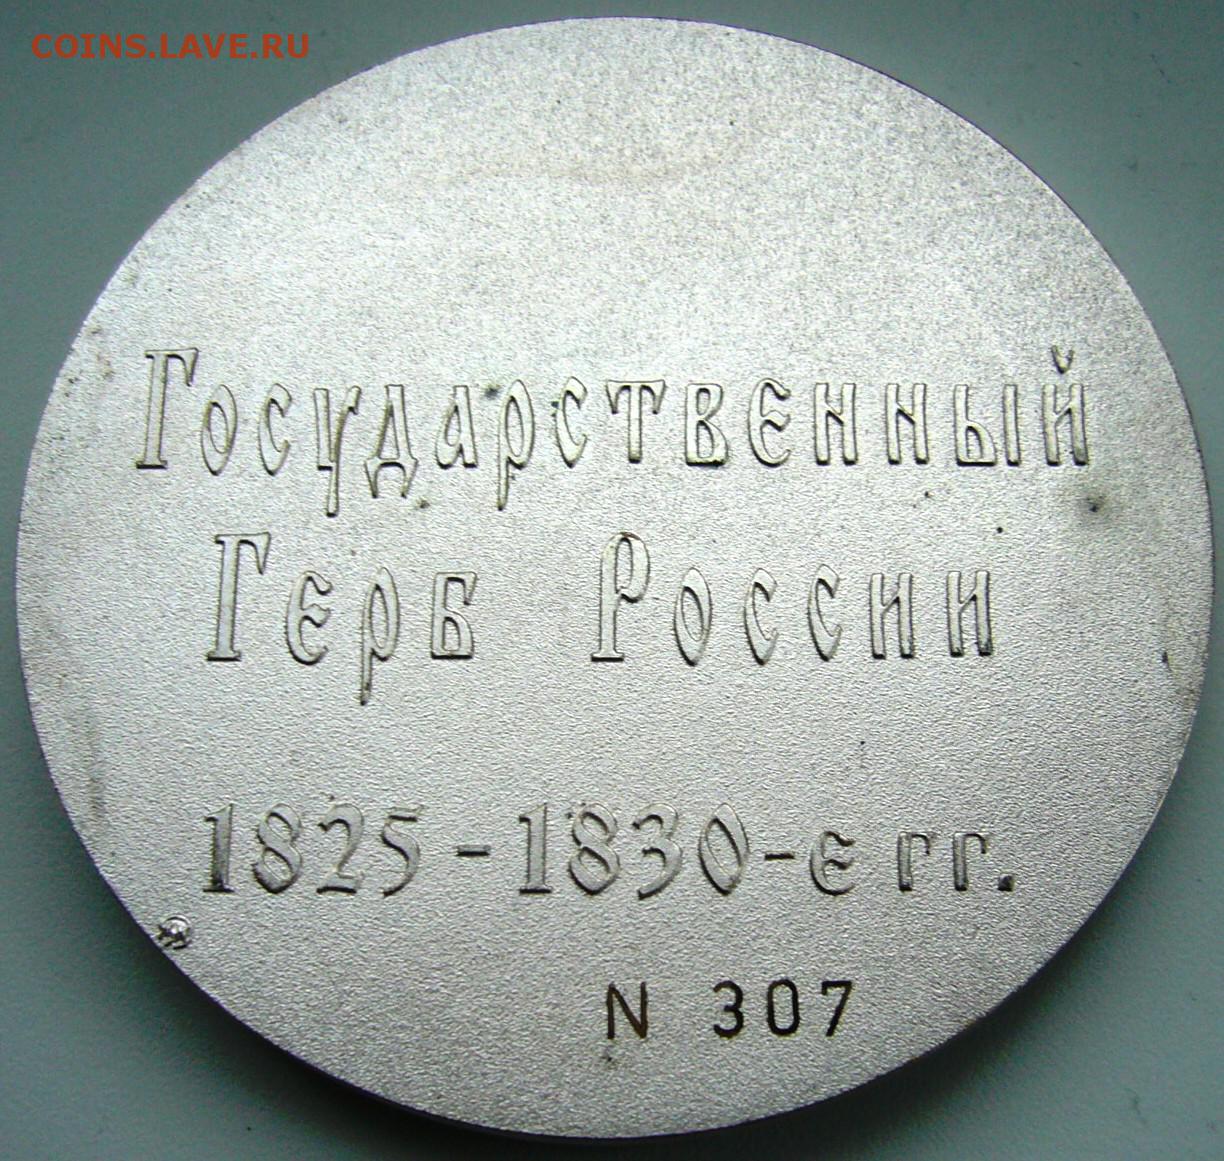 COINS.LAVE.RU
Государственный
Герб России
1825-1830-е гг.
N 307